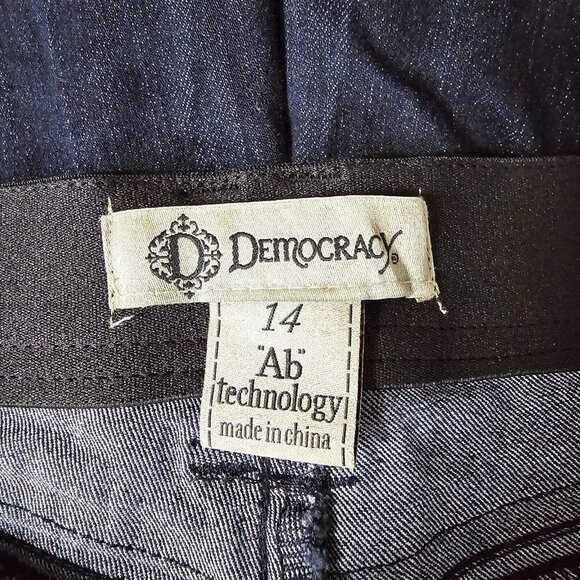 D DEMOCRACY®
14
"Ab"
technology
made in china